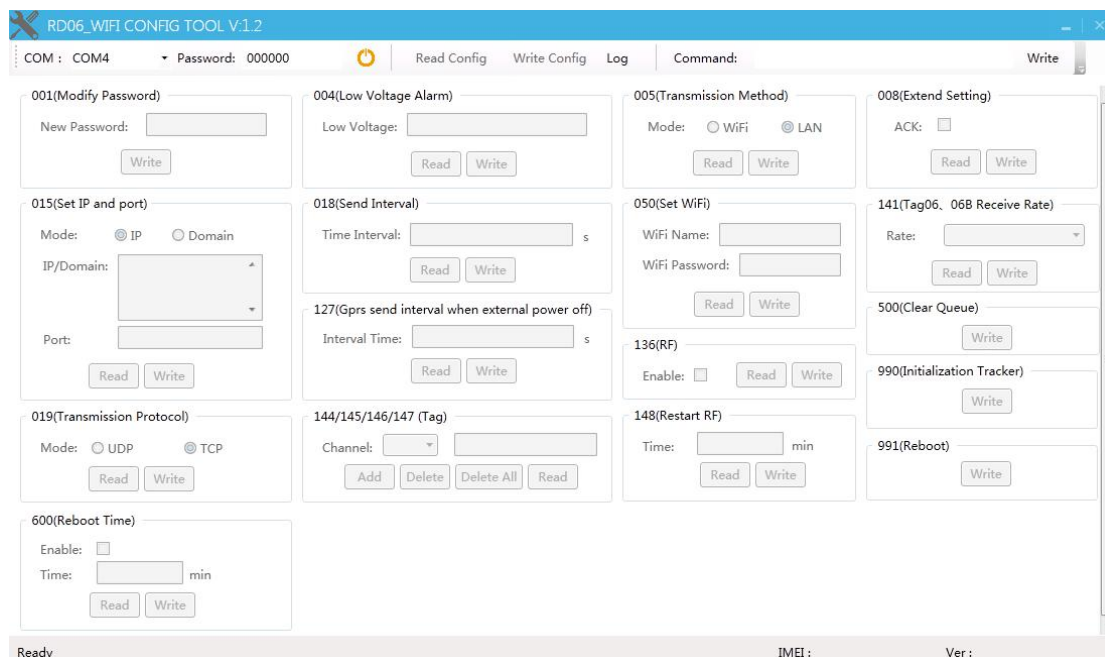 RD06_WIFI CONFIG TOOL V:1.2
COM : COM4 Password: 000000 Read Config Write Config Log Command: Write
001(Modify Password)
New Password:
Write
004(Low Voltage Alarm)
Low Voltage:
Read Write
005(Transmission Method)
Mode: WiFi LAN
Read Write
008(Extend Setting)
ACK:
Read Write
015(Set IP and port)
Mode: IP Domain
IP/Domain:
Port:
Read Write
018(Send Interval)
Time Interval: s
Read Write
127(Gprs send interval when external power off)
Interval Time: s
Read Write
050(Set WiFi)
WiFi Name:
WiFi Password:
Read Write
136(RF)
Enable: Read Write
141(Tag06、06B Receive Rate)
Rate:
Read Write
500(Clear Queue)
Write
990(Initialization Tracker)
Write
019(Transmission Protocol)
Mode: UDP TCP
Read Write
144/145/146/147 (Tag)
Channel:
Add Delete Delete All Read
148(Restart RF)
Time: min
Read Write
991(Reboot)
Write
600(Reboot Time)
Enable:
Time: min
Read Write
Ready IMEI : Ver :